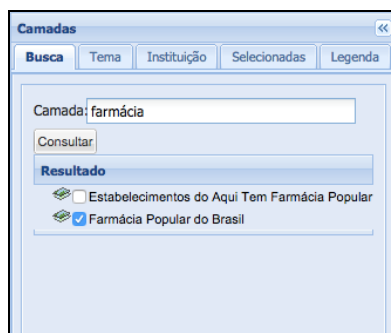 Camadas
Busca Tema Instituição Selecionadas Legenda
Camada: farmácia
Consultar
Resultado
Estabelecimentos do Aqui Tem Farmácia Popular
Farmácia Popular do Brasil